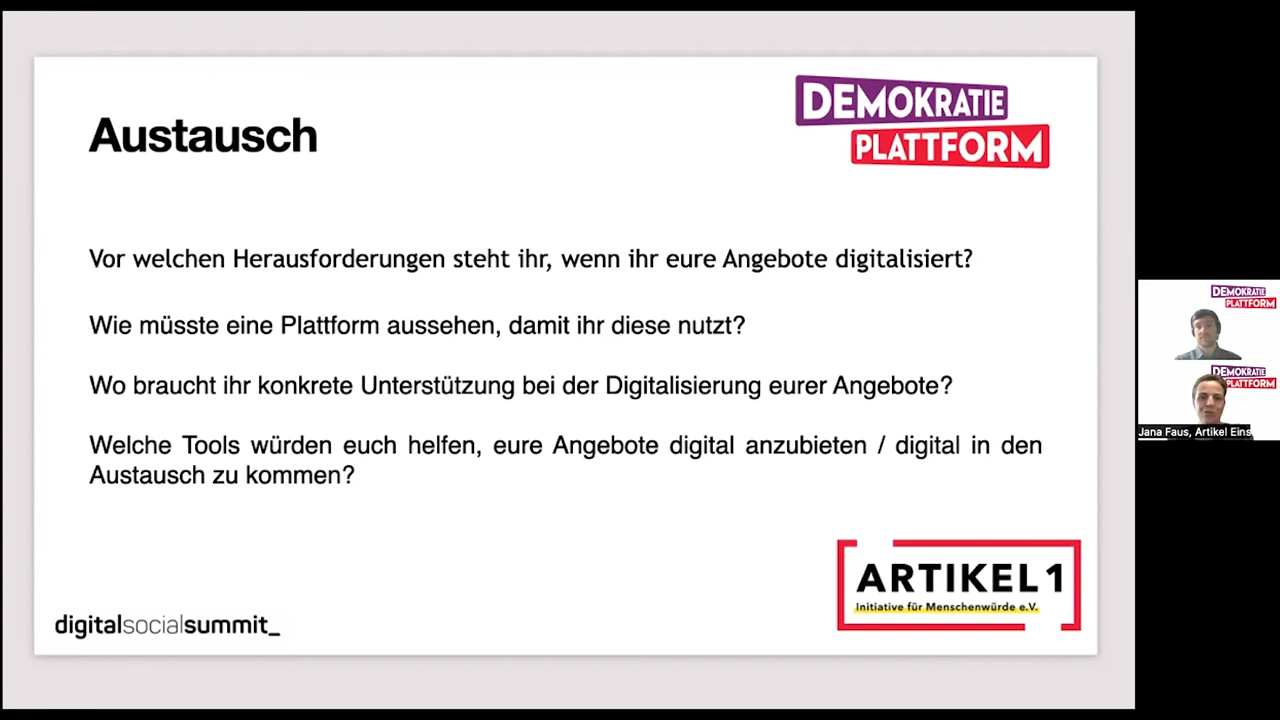 DEMOKRATIE
PLATTFORM
Austausch
Vor welchen Herausforderungen steht ihr, wenn ihr eure Angebote digitalisiert?
Wie müsste eine Plattform aussehen, damit ihr diese nutzt?
Wo braucht ihr konkrete Unterstützung bei der Digitalisierung eurer Angebote?
Welche Tools würden euch helfen, eure Angebote digital anzubieten / digital in den
Austausch zu kommen?
ARTIKEL 1
Initiative für Menschenwürde e.V.
digitalsocialsummit_
DEMOKRATIE
PLATTFORM
DEMOKRATIE
PLATTFORM
Jana Faus, Artikel Eins